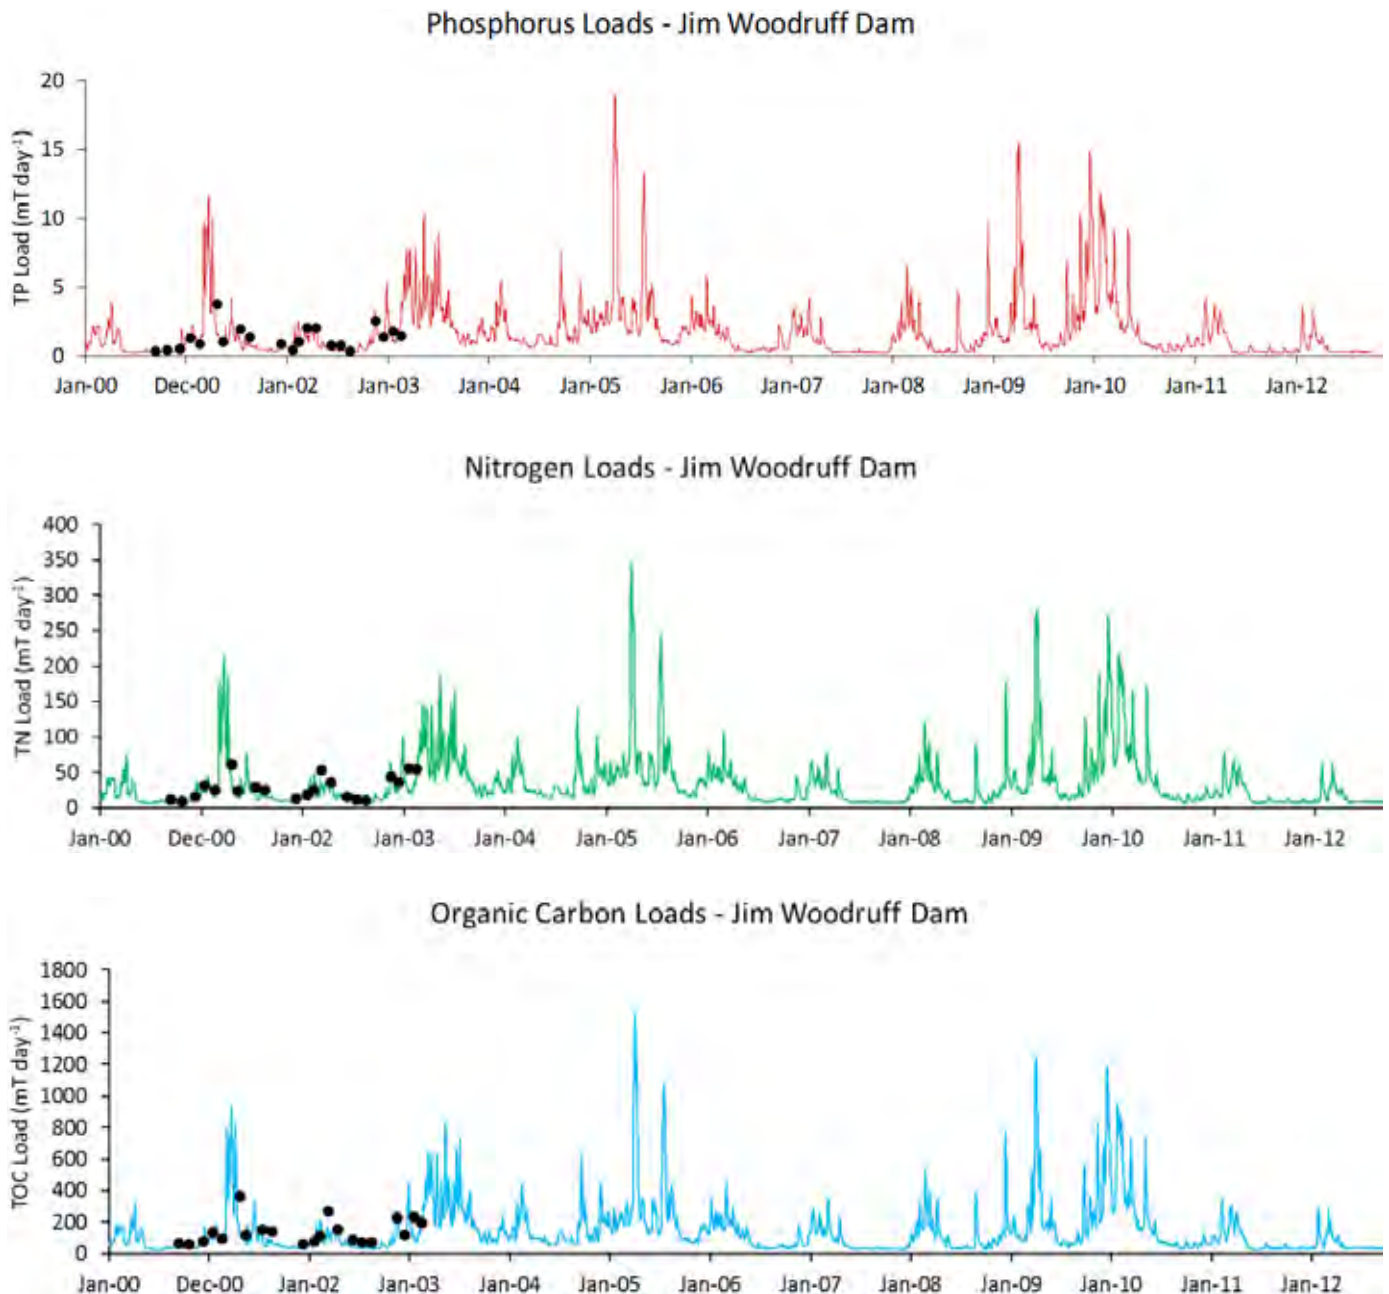 Phosphorus Loads - Jim Woodruff Dam
20
15
10
5
0
TP Load (mT day⁻¹)
Jan-00 Dec-00 Jan-02 Jan-03 Jan-04 Jan-05 Jan-06 Jan-07 Jan-08 Jan-09 Jan-10 Jan-11 Jan-12
Nitrogen Loads - Jim Woodruff Dam
400
350
300
250
200
150
100
50
0
TN Load (mT day⁻¹)
Jan-00 Dec-00 Jan-02 Jan-03 Jan-04 Jan-05 Jan-06 Jan-07 Jan-08 Jan-09 Jan-10 Jan-11 Jan-12
Organic Carbon Loads - Jim Woodruff Dam
1800
1600
1400
1200
1000
800
600
400
200
0
TOC Load (mT day⁻¹)
Jan-00 Dec-00 Jan-02 Jan-03 Jan-04 Jan-05 Jan-06 Jan-07 Jan-08 Jan-09 Jan-10 Jan-11 Jan-12